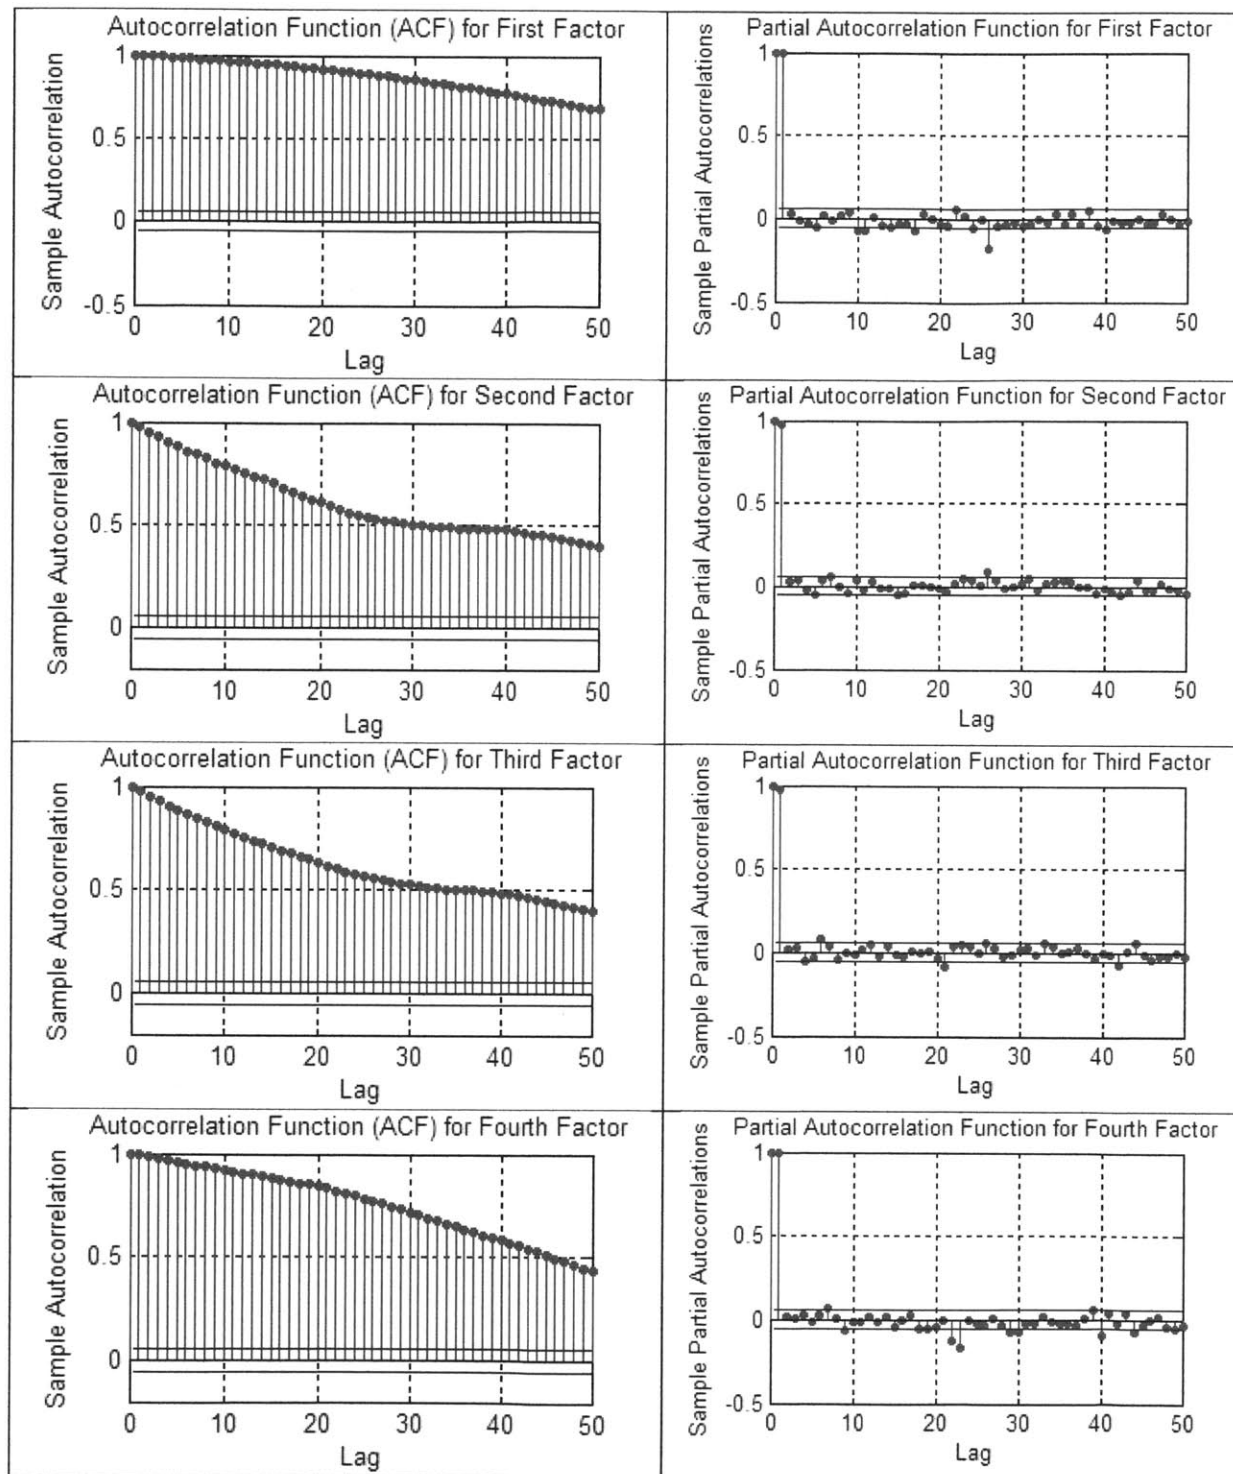 Autocorrelation Function (ACF) for First Factor
Sample Autocorrelation
1
0.5
0
-0.5
0 10 20 30 40 50
Lag
Partial Autocorrelation Function for First Factor
Sample Partial Autocorrelations
1
0.5
0
-0.5
0 10 20 30 40 50
Lag
Autocorrelation Function (ACF) for Second Factor
Sample Autocorrelation
1
0.5
0
0 10 20 30 40 50
Lag
Partial Autocorrelation Function for Second Factor
Sample Partial Autocorrelations
1
0.5
0
-0.5
0 10 20 30 40 50
Lag
Autocorrelation Function (ACF) for Third Factor
Sample Autocorrelation
1
0.5
0
0 10 20 30 40 50
Lag
Partial Autocorrelation Function for Third Factor
Sample Partial Autocorrelations
1
0.5
0
-0.5
0 10 20 30 40 50
Lag
Autocorrelation Function (ACF) for Fourth Factor
Sample Autocorrelation
1
0.5
0
0 10 20 30 40 50
Lag
Partial Autocorrelation Function for Fourth Factor
Sample Partial Autocorrelations
1
0.5
0
-0.5
0 10 20 30 40 50
Lag